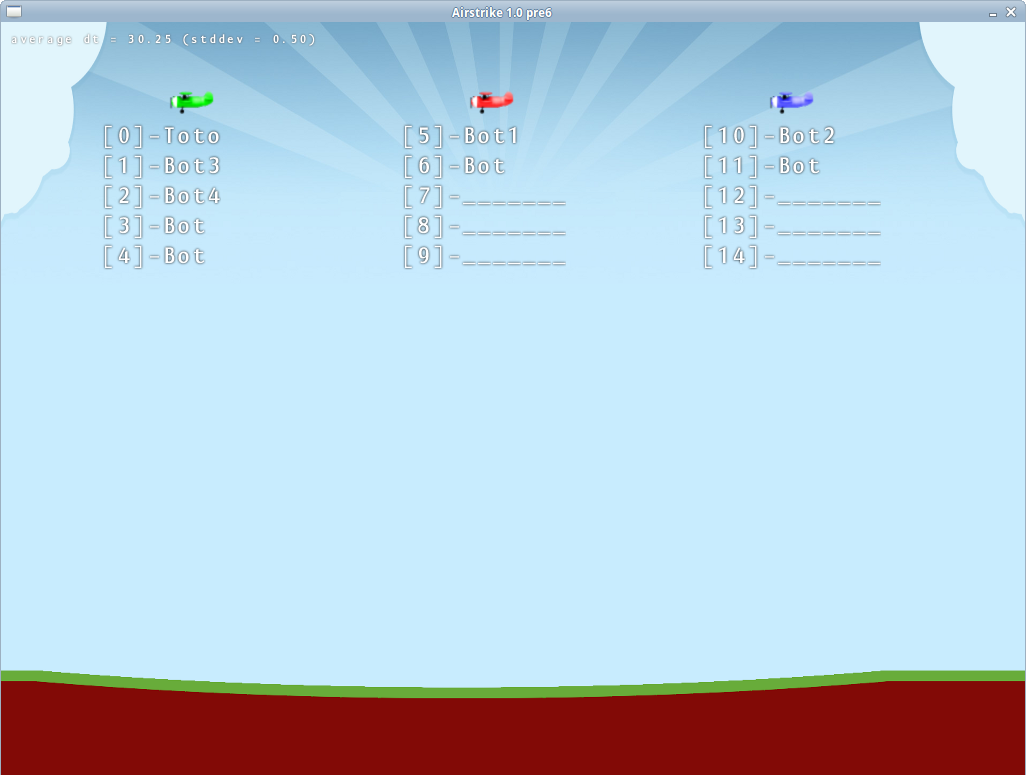 Airstrike 1.0 pre6
average dt = 30.25 (stddev = 0.50)
[0]-Toto
[1]-Bot3
[2]-Bot4
[3]-Bot
[4]-Bot
[5]-Bot1
[6]-Bot
[7]-_______
[8]-_______
[9]-_______
[10]-Bot2
[11]-Bot
[12]-_______
[13]-_______
[14]-_______